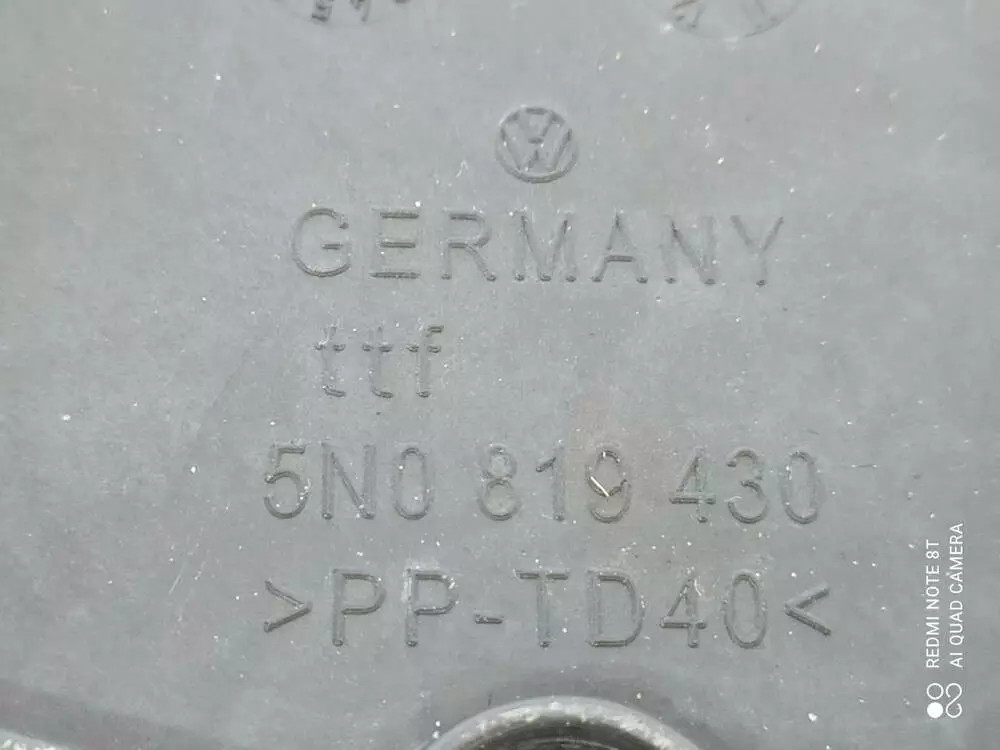 GERMANY
ttf
5N0 819 430
>PP-TD40<
REDMI NOTE 8T
AI QUAD CAMERA